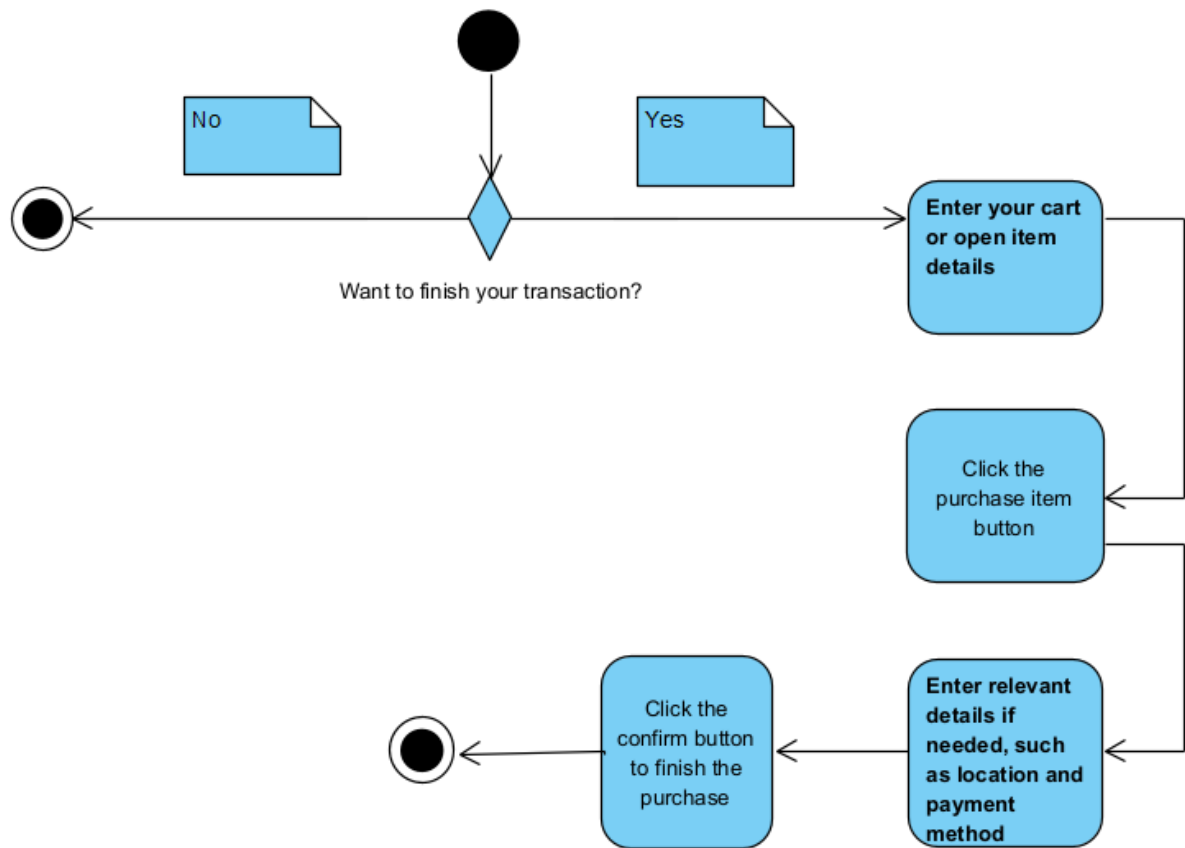 No
Yes
Enter your cart
or open item
details
Want to finish your transaction?
Click the
purchase item
button
Click the
confirm button
to finish the
purchase
Enter relevant
details if
needed, such
as location and
payment
method